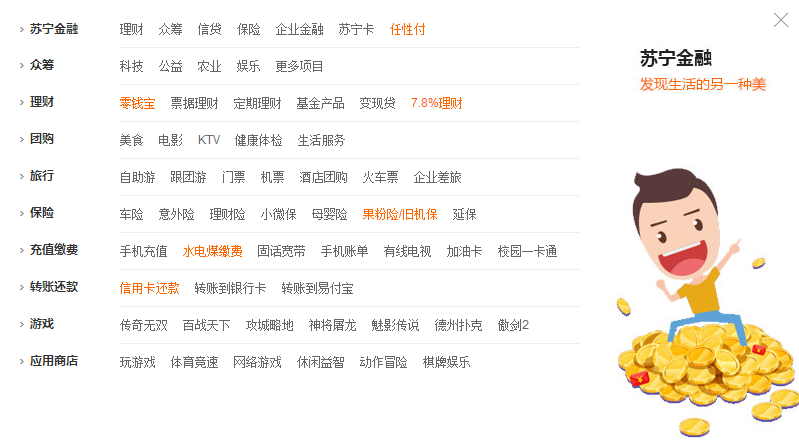 苏宁金融 理财 众筹 信贷 保险 企业金融 苏宁卡 任性付
众筹 科技 公益 农业 娱乐 更多项目
理财 零钱宝 票据理财 定期理财 基金产品 变现贷 7.8%理财
团购 美食 电影 KTV 健康体检 生活服务
旅行 自助游 跟团游 门票 机票 酒店团购 火车票 企业差旅
保险 车险 意外险 理财险 小微保 母婴险 果粉险/旧机保 延保
充值缴费 手机充值 水电煤缴费 固话宽带 手机账单 有线电视 加油卡 校园一卡通
转账还款 信用卡还款 转账到银行卡 转账到易付宝
游戏 传奇无双 百战天下 攻城略地 神将屠龙 魅影传说 德州扑克 傲剑2
应用商店 玩游戏 体育竞速 网络游戏 休闲益智 动作冒险 棋牌娱乐
苏宁金融
发现生活的另一种美